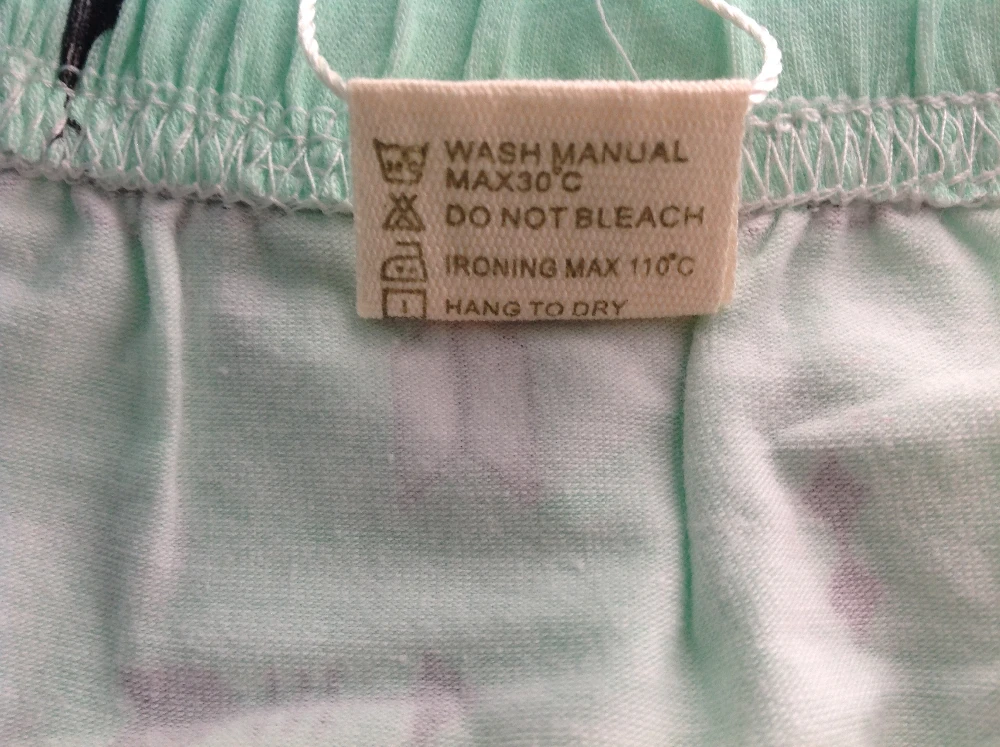 WASH MANUAL
MAX30°C
DO NOT BLEACH
IRONING MAX 110°C
HANG TO DRY